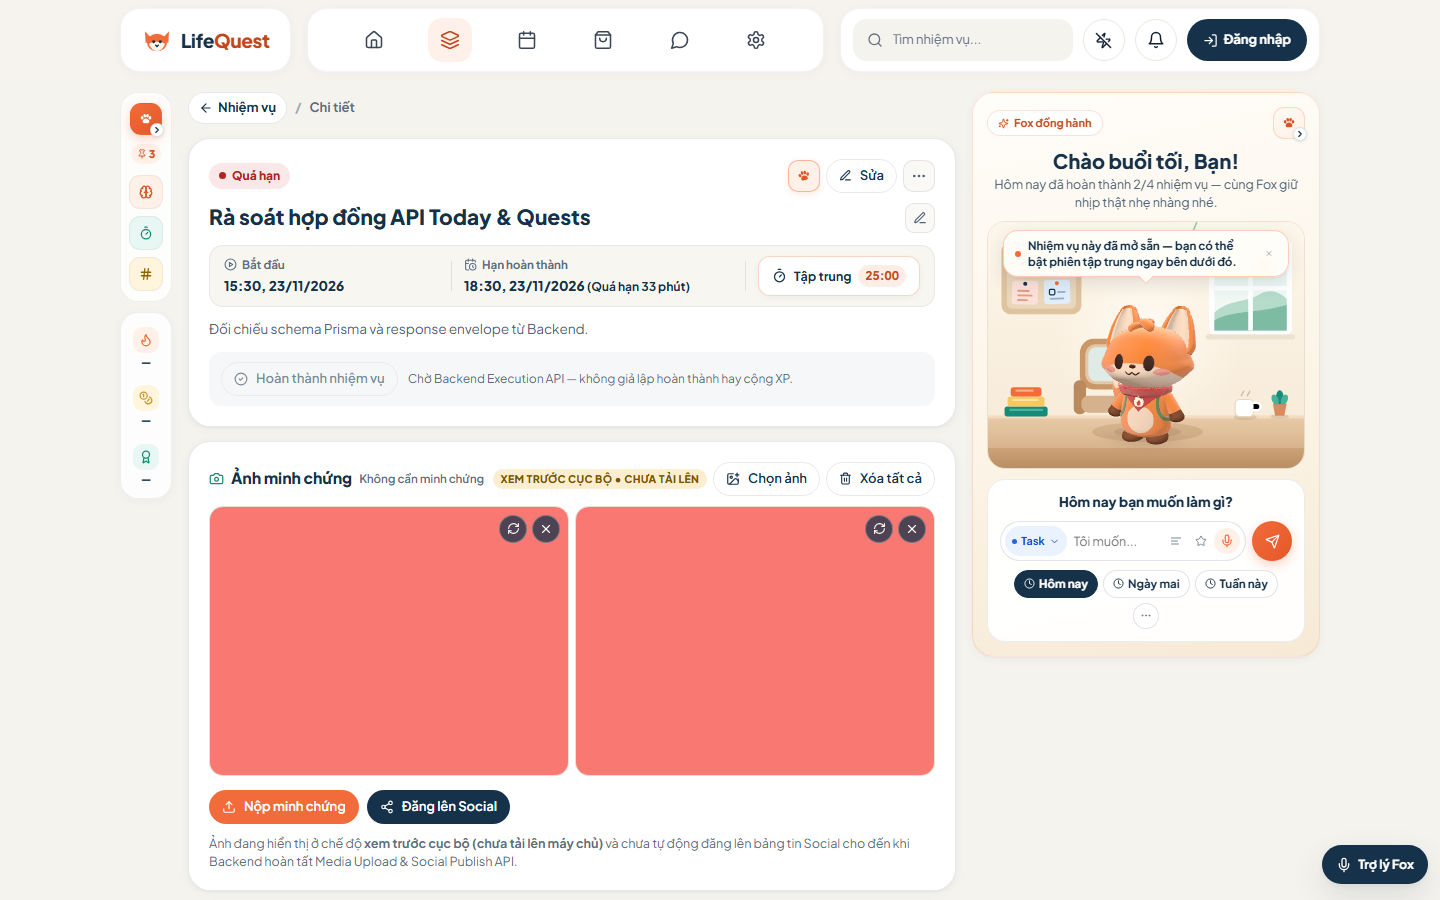 LifeQuest
Tìm nhiệm vụ...
Đăng nhập
3
Nhiệm vụ / Chi tiết
Quá hạn
Sửa
Rà soát hợp đồng API Today & Quests
Bắt đầu
15:30, 23/11/2026
Hạn hoàn thành
18:30, 23/11/2026 (Quá hạn 33 phút)
Tập trung 25:00
Đối chiếu schema Prisma và response envelope từ Backend.
Hoàn thành nhiệm vụ
Chờ Backend Execution API — không giả lập hoàn thành hay cộng XP.
Ảnh minh chứng Không cần minh chứng XEM TRƯỚC CỤC BỘ • CHƯA TẢI LÊN
Chọn ảnh
Xóa tất cả
Nộp minh chứng
Đăng lên Social
Ảnh đang hiển thị ở chế độ xem trước cục bộ (chưa tải lên máy chủ) và chưa tự động đăng lên bảng tin Social cho đến khi
Backend hoàn tất Media Upload & Social Publish API.
Fox đồng hành
Chào buổi tối, Bạn!
Hôm nay đã hoàn thành 2/4 nhiệm vụ — cùng Fox giữ
nhịp thật nhẹ nhàng nhé.
Nhiệm vụ này đã mở sẵn — bạn có thể
bật phiên tập trung ngay bên dưới đó.
Hôm nay bạn muốn làm gì?
Task
Tôi muốn...
Hôm nay
Ngày mai
Tuần này
Trợ lý Fox